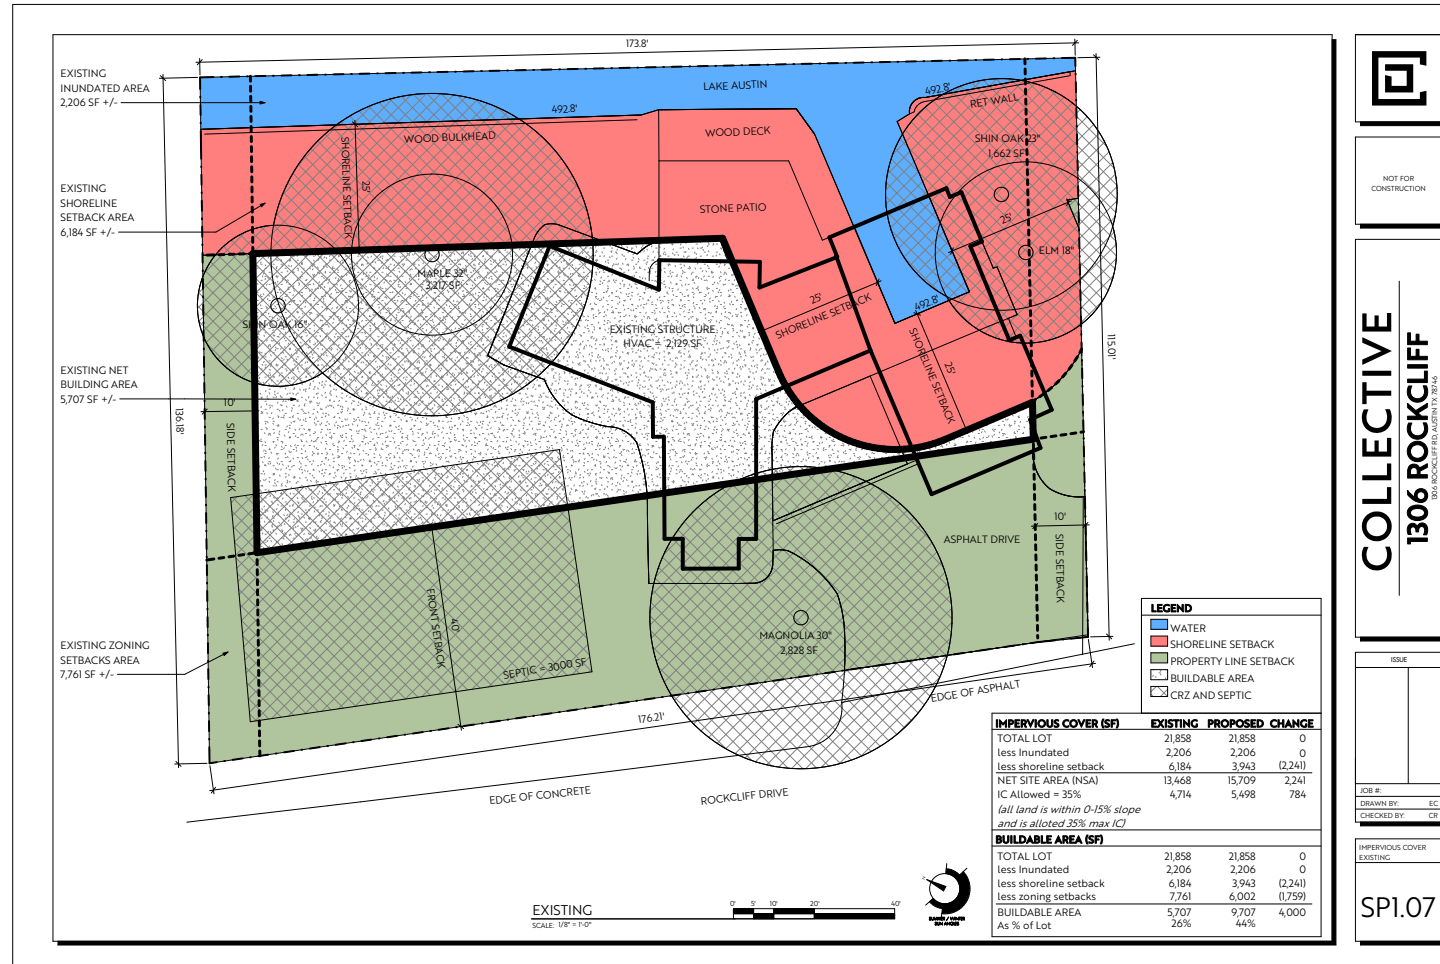 173.8'
EXISTING
INUNDATED AREA
2,206 SF +/-
LAKE AUSTIN
492.8'
492.8'
RET WALL
WOOD BULKHEAD
WOOD DECK
SHIN OAK 23"
1,662 SF
SHORELINE SETBACK
25'
EXISTING
SHORELINE
SETBACK AREA
6,184 SF +/-
STONE PATIO
25'
ELM 18"
MAPLE 32"
3,217 SF
SHIN OAK 16"
25'
SHORELINE SETBACK
492.8'
EXISTING STRUCTURE
HVAC = 2,129 SF
SHORELINE SETBACK
25'
115.01'
EXISTING NET
BUILDING AREA
5,707 SF +/-
10'
136.18'
SIDE SETBACK
10'
ASPHALT DRIVE
SIDE SETBACK
FRONT SETBACK
40'
EXISTING ZONING
SETBACKS AREA
7,761 SF +/-
SEPTIC = 3000 SF
MAGNOLIA 30"
2,828 SF
176.21'
EDGE OF ASPHALT
EDGE OF CONCRETE
ROCKCLIFF DRIVE
LEGEND
WATER
SHORELINE SETBACK
PROPERTY LINE SETBACK
BUILDABLE AREA
CRZ AND SEPTIC
IMPERVIOUS COVER (SF) EXISTING PROPOSED CHANGE
TOTAL LOT 21,858 21,858 0
less Inundated 2,206 2,206 0
less shoreline setback 6,184 3,943 (2,241)
NET SITE AREA (NSA) 13,468 15,709 2,241
IC Allowed = 35% 4,714 5,498 784
(all land is within 0-15% slope
and is alloted 35% max IC)
BUILDABLE AREA (SF)
TOTAL LOT 21,858 21,858 0
less Inundated 2,206 2,206 0
less shoreline setback 6,184 3,943 (2,241)
less zoning setbacks 7,761 6,002 (1,759)
BUILDABLE AREA 5,707 9,707 4,000
As % of Lot 26% 44%
EXISTING
SCALE: 1/8" = 1'-0"
0' 5' 10' 20' 40'
SUMMER / WINTER
SUN ANGLES
NOT FOR
CONSTRUCTION
COLLECTIVE
1306 ROCKCLIFF
1306 ROCKCLIFF RD, AUSTIN TX 78746
ISSUE
JOB #:
DRAWN BY: EC
CHECKED BY: CR
IMPERVIOUS COVER
EXISTING
SP1.07